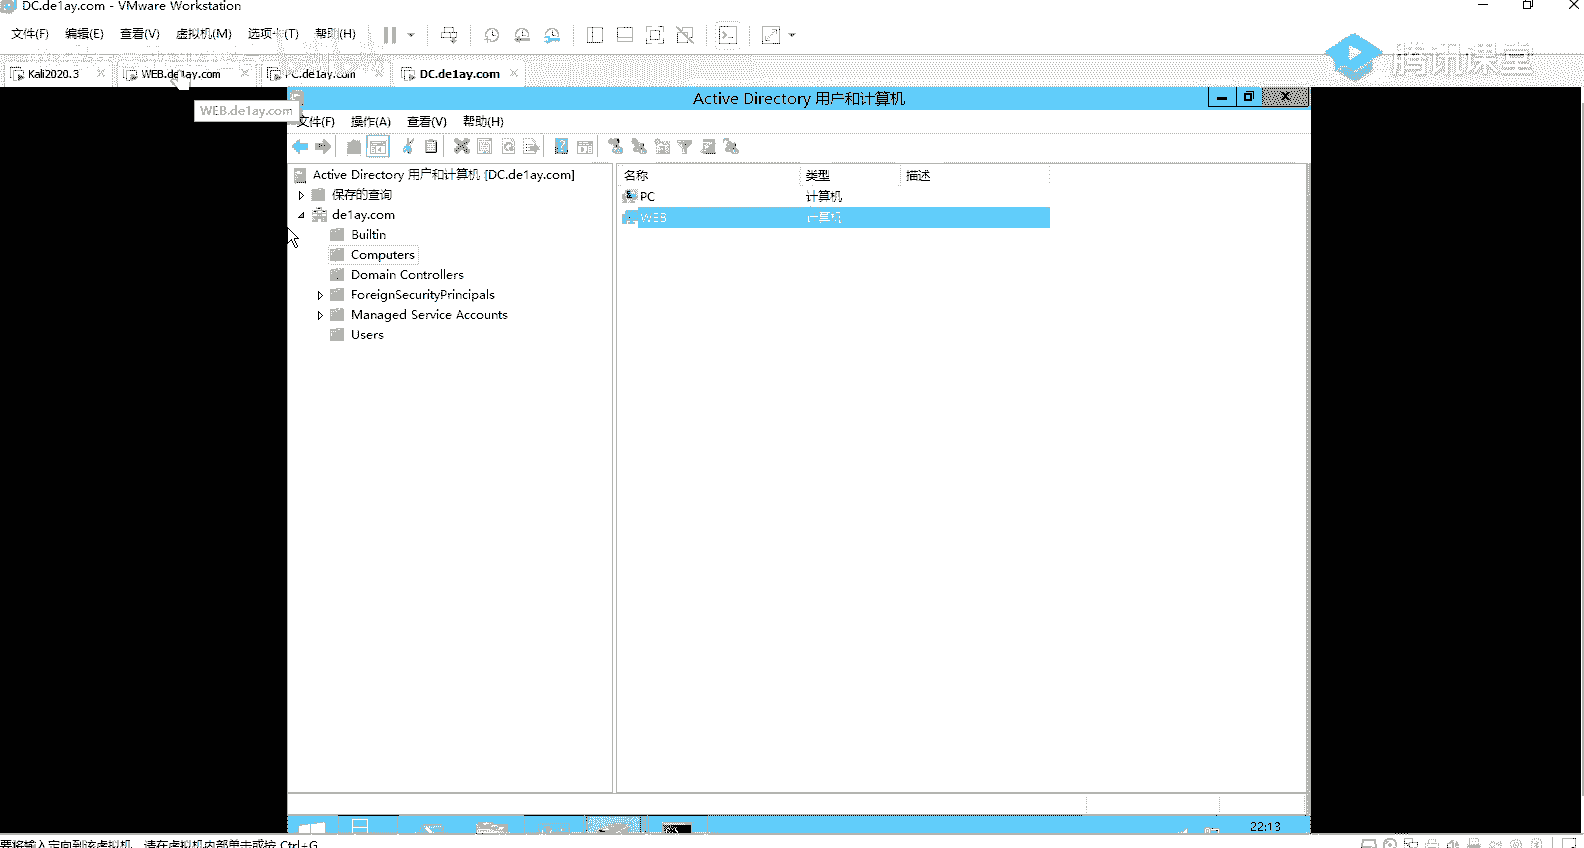 DC.de1ay.com - VMware Workstation
文件(F) 编辑(E) 查看(V) 虚拟机(M) 选项卡(T) 帮助(H)
腾讯课堂
Kali2020.3 WEB.de1ay.com PC.de1ay.com DC.de1ay.com
WEB.de1ay.com
Active Directory 用户和计算机
文件(F) 操作(A) 查看(V) 帮助(H)
Active Directory 用户和计算机 [DC.de1ay.com]
保存的查询
de1ay.com
Builtin
Computers
Domain Controllers
ForeignSecurityPrincipals
Managed Service Accounts
Users
名称 类型 描述
PC 计算机
WEB 计算机
22:13
要将输入定向到该虚拟机，请在虚拟机内部单击或按 Ctrl+G